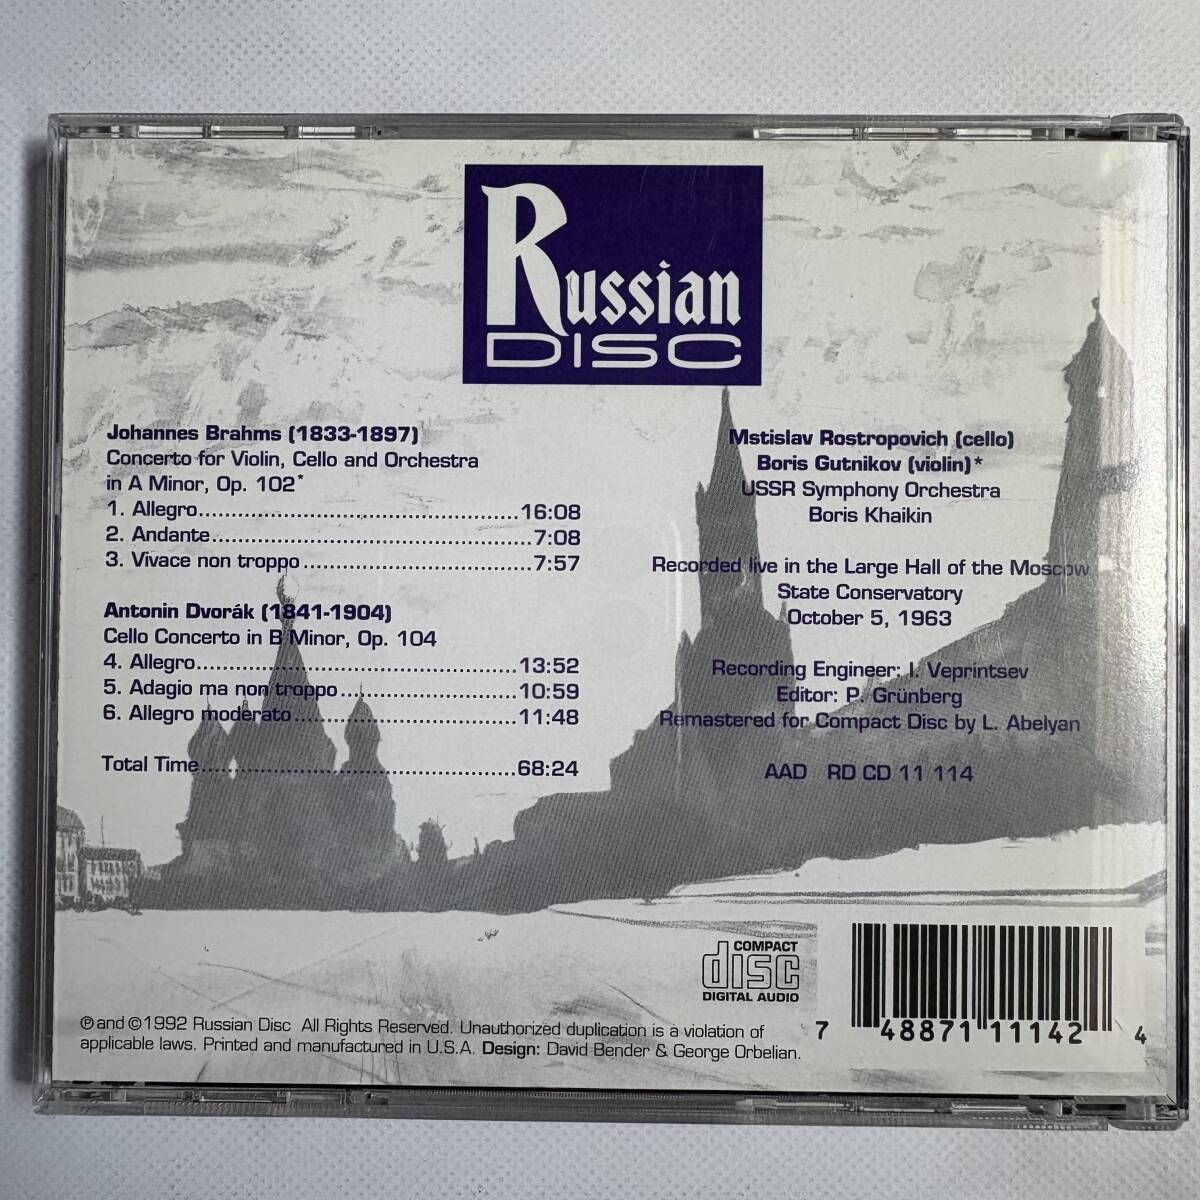 Russian
DISC
Johannes Brahms (1833-1897)
Concerto for Violin, Cello and Orchestra
in A Minor, Op. 102*
1. Allegro................................................16:08
2. Andante................................................7:08
3. Vivace non troppo...................................7:57
Antonin Dvorák (1841-1904)
Cello Concerto in B Minor, Op. 104
4. Allegro................................................13:52
5. Adagio ma non troppo...........................10:59
6. Allegro moderato...................................11:48
Total Time................................................68:24
Mstislav Rostropovich (cello)
Boris Gutnikov (violin)*
USSR Symphony Orchestra
Boris Khaikin
Recorded live in the Large Hall of the Moscow
State Conservatory
October 5, 1963
Recording Engineer: I. Veprintsev
Editor: P. Grünberg
Remastered for Compact Disc by L. Abelyan
AAD RD CD 11 114
COMPACT
disc
DIGITAL AUDIO
℗ and ©1992 Russian Disc All Rights Reserved. Unauthorized duplication is a violation of
applicable laws. Printed and manufactured in U.S.A. Design: David Bender & George Orbelian.
7 48871 11142 4